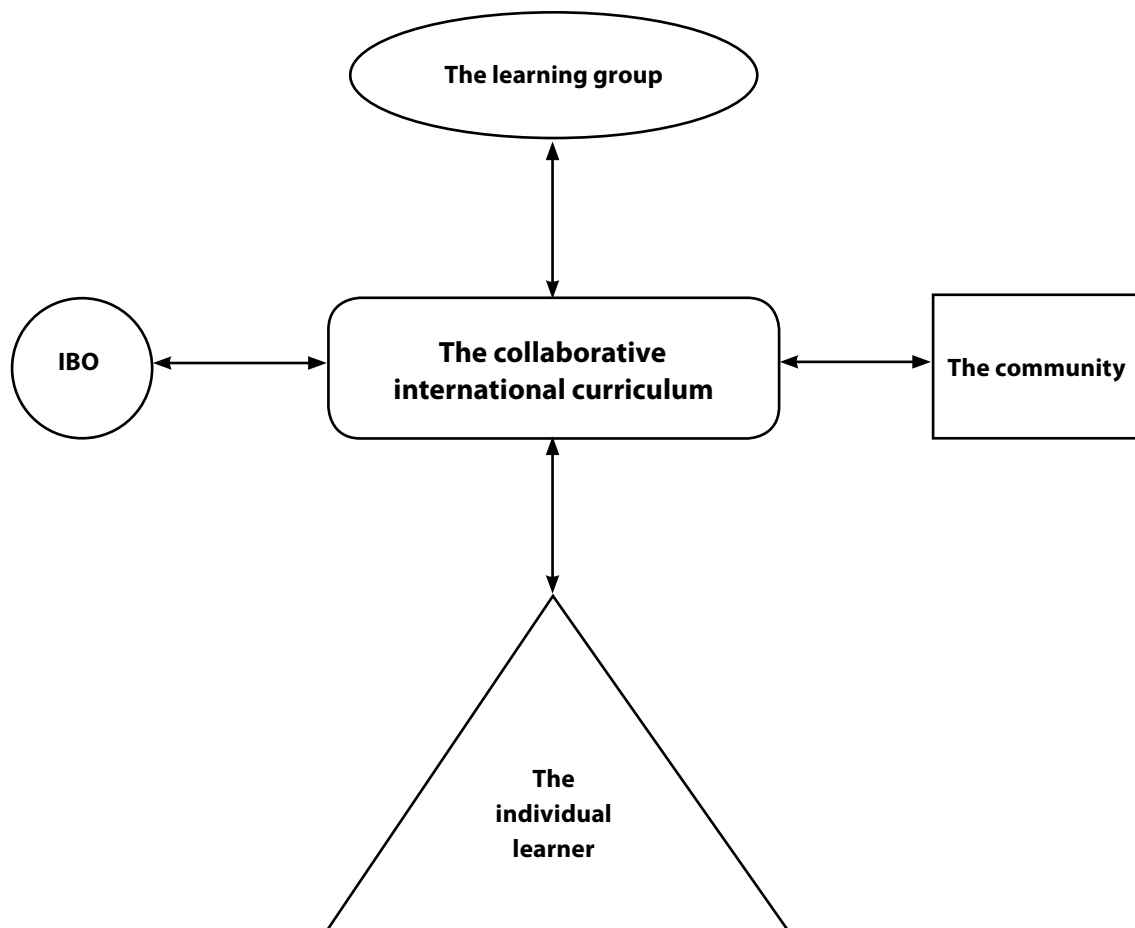 The learning group
IBO
The collaborative
international curriculum
The community
The
individual
learner